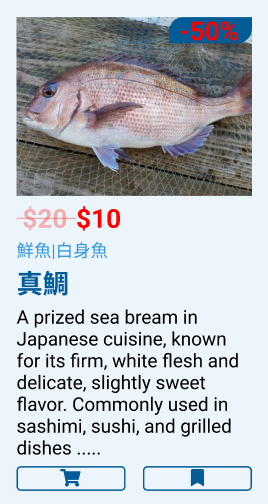 -50%
$20 $10
鮮魚|白身魚
真鯛
A prized sea bream in
Japanese cuisine, known
for its firm, white flesh and
delicate, slightly sweet
flavor. Commonly used in
sashimi, sushi, and grilled
dishes .....